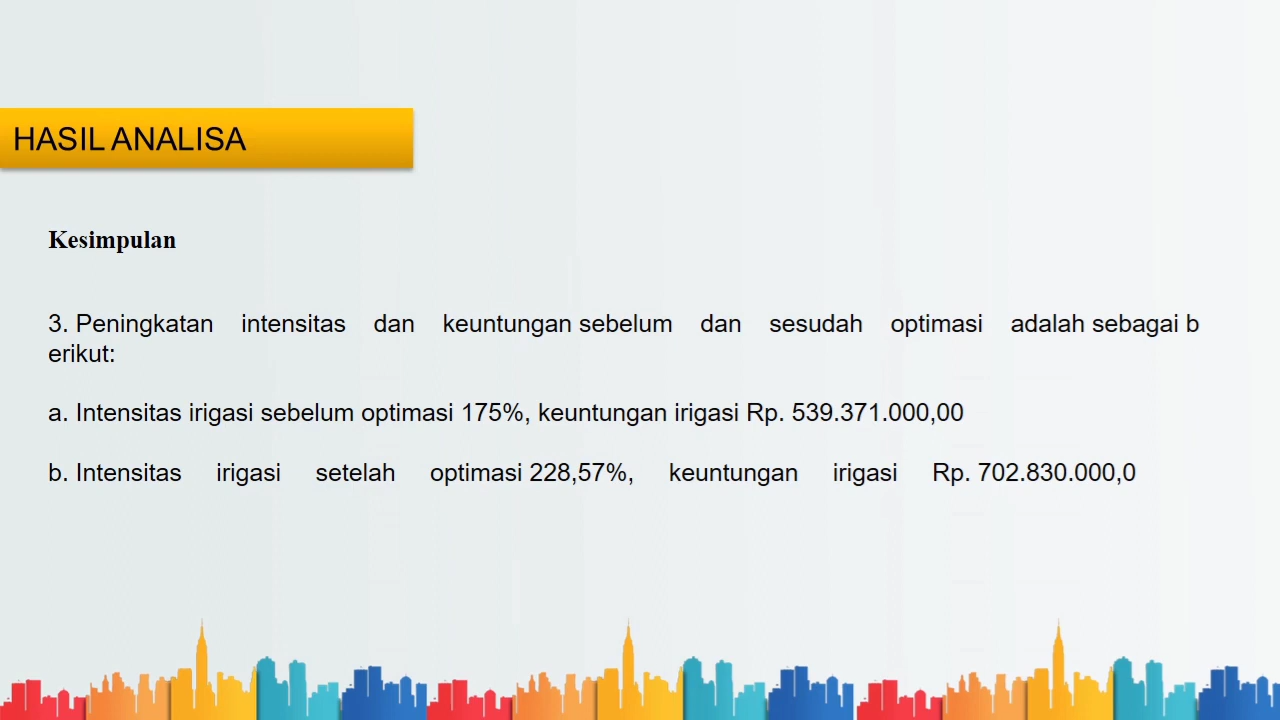 HASIL ANALISA
Kesimpulan
3. Peningkatan intensitas dan keuntungan sebelum dan sesudah optimasi adalah sebagai b
erikut:
a. Intensitas irigasi sebelum optimasi 175%, keuntungan irigasi Rp. 539.371.000,00
b. Intensitas irigasi setelah optimasi 228,57%, keuntungan irigasi Rp. 702.830.000,0